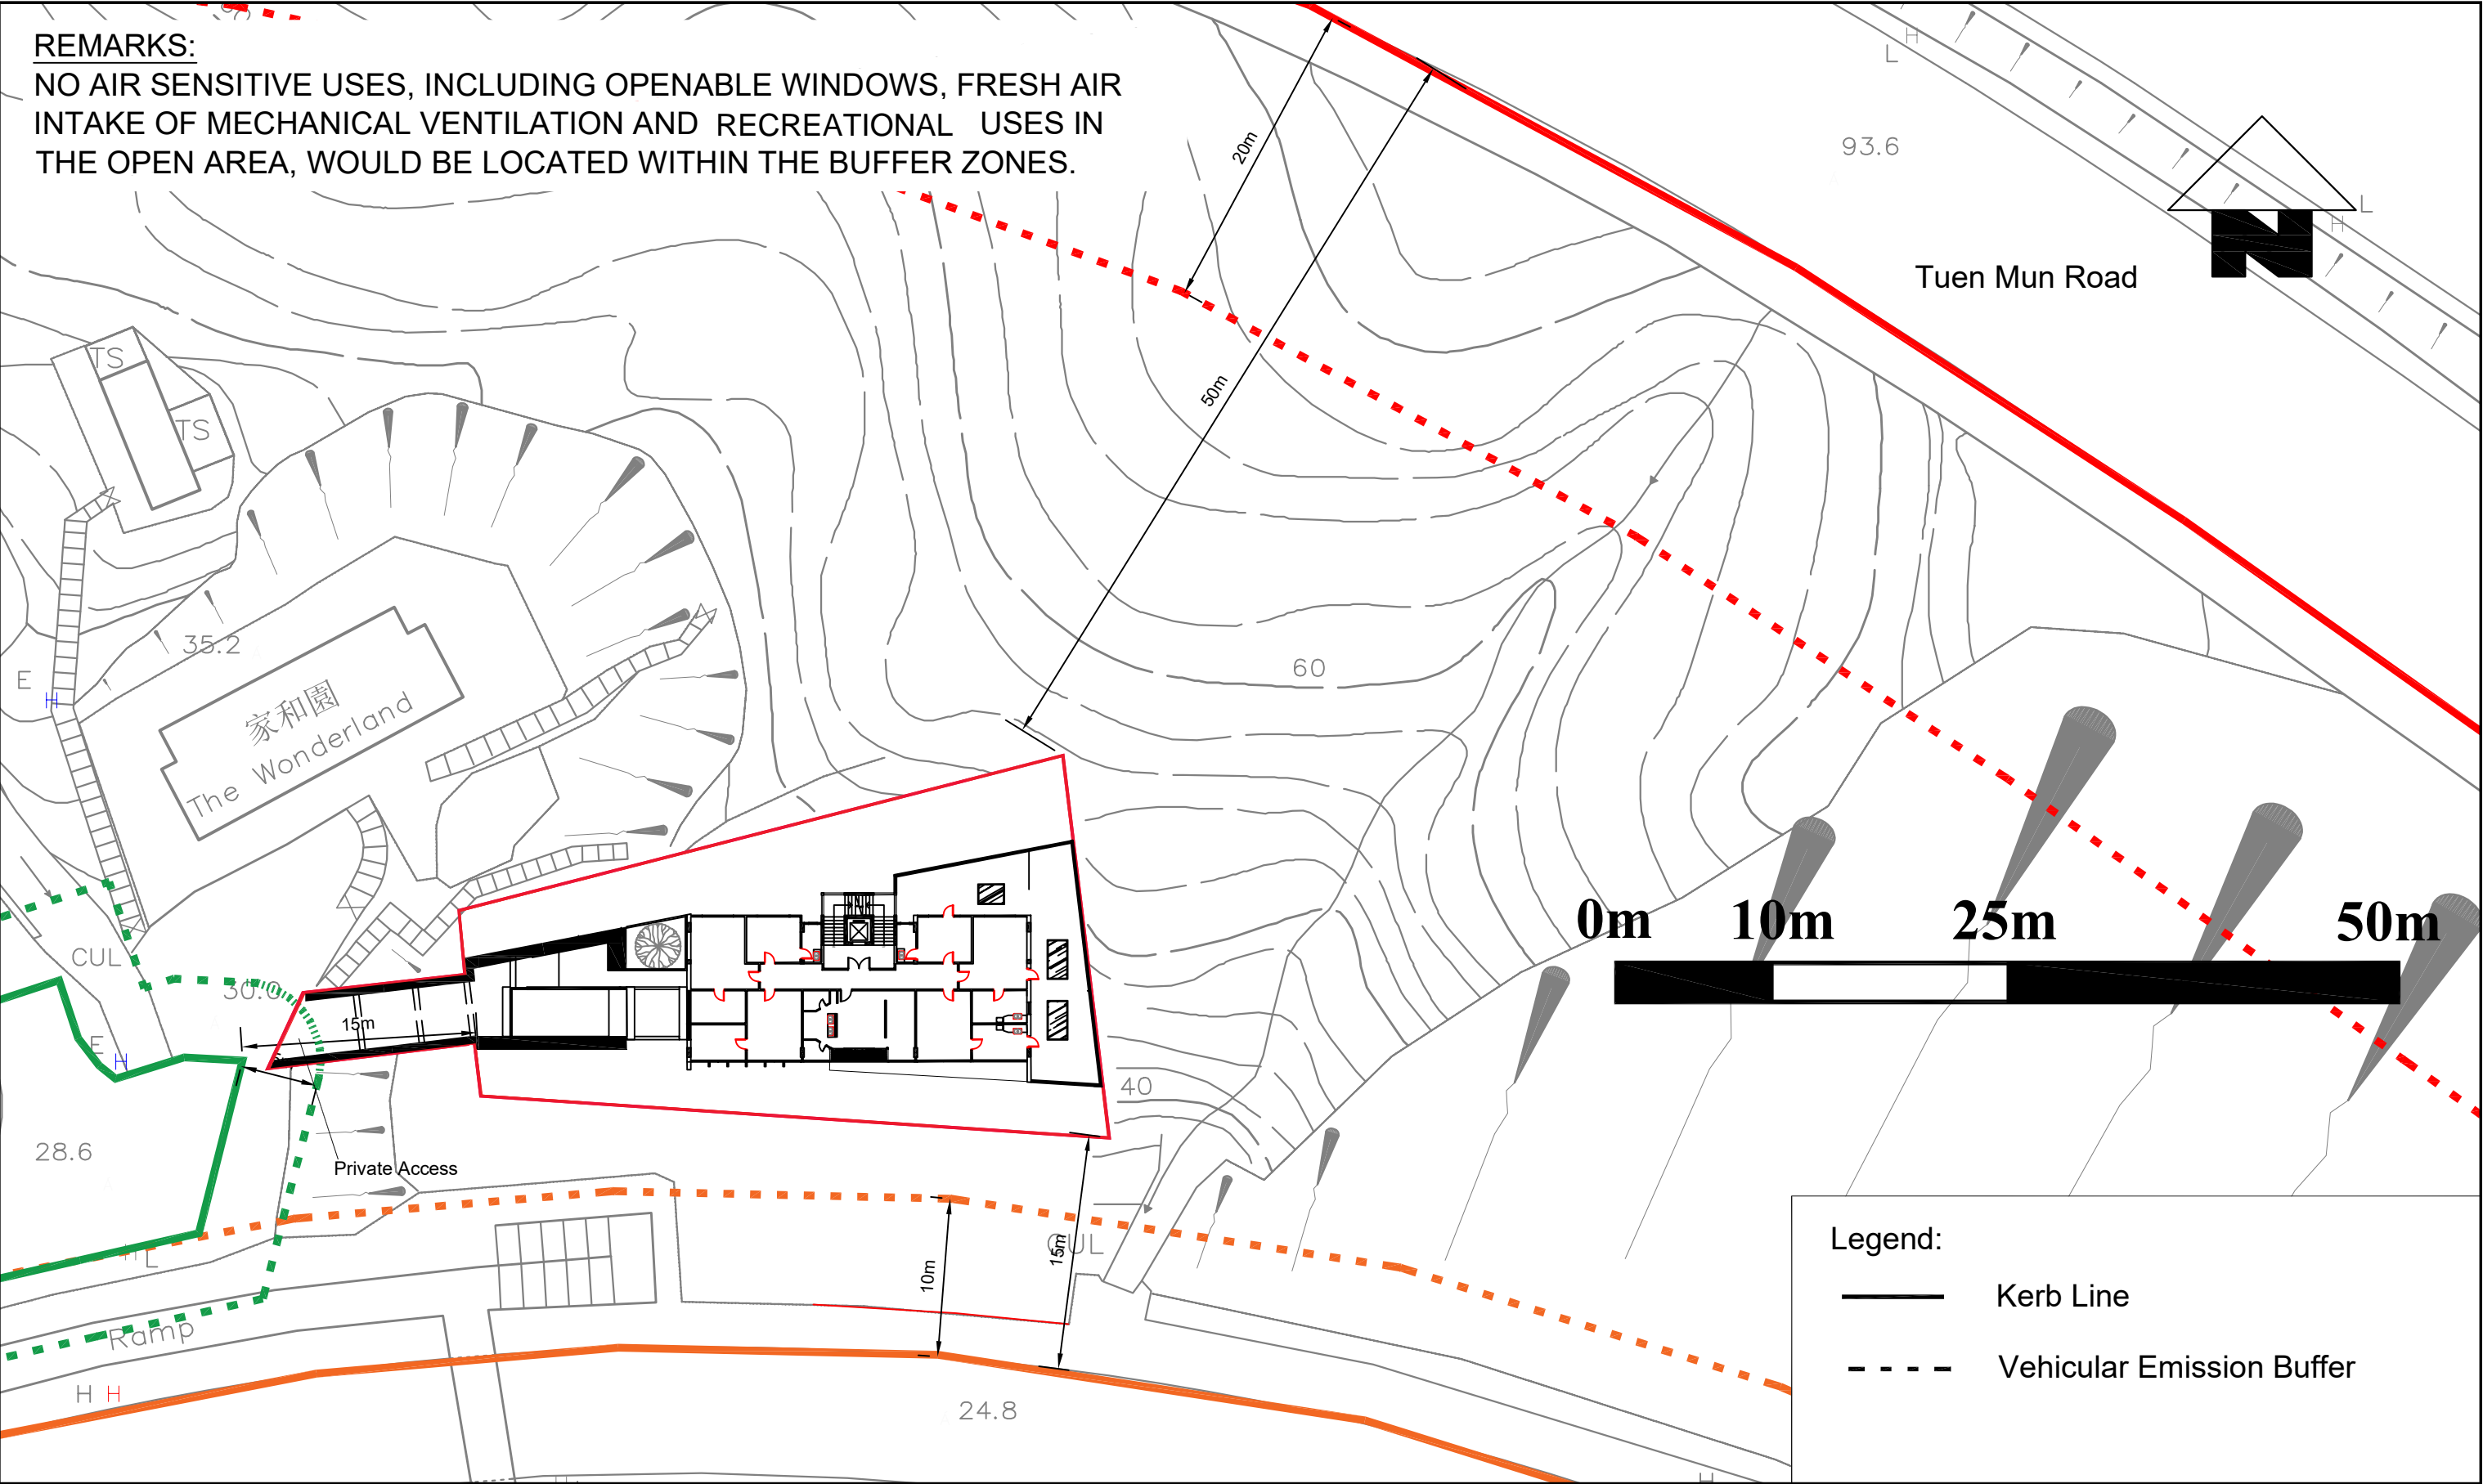 REMARKS:
NO AIR SENSITIVE USES, INCLUDING OPENABLE WINDOWS, FRESH AIR
INTAKE OF MECHANICAL VENTILATION AND RECREATIONAL USES IN
THE OPEN AREA, WOULD BE LOCATED WITHIN THE BUFFER ZONES.
H
L
93.6
20m
L
H
N
Tuen Mun Road
TS
50m
TS
35.2
60
E
H
家和園
The Wonderland
0m 10m 25m 50m
CUL
30.0
15m
E
H
40
28.6
Private Access
Legend:
CUL
15m
H
L
10m
Kerb Line
Ramp
Vehicular Emission Buffer
H H
24.8
H